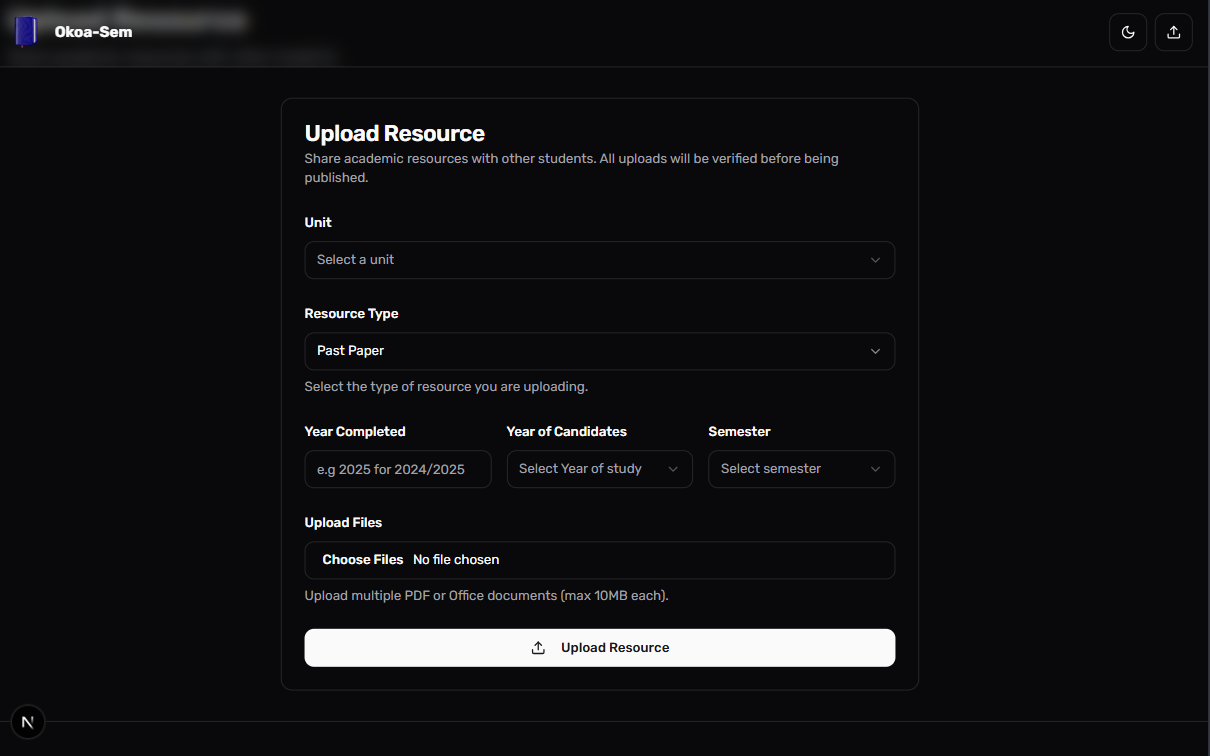 Okoa-Sem
Upload Resource
Share academic resources with other students. All uploads will be verified before being
published.
Unit
Select a unit
Resource Type
Past Paper
Select the type of resource you are uploading.
Year Completed
Year of Candidates
Semester
e.g 2025 for 2024/2025
Select Year of study
Select semester
Upload Files
Choose Files No file chosen
Upload multiple PDF or Office documents (max 10MB each).
Upload Resource
N